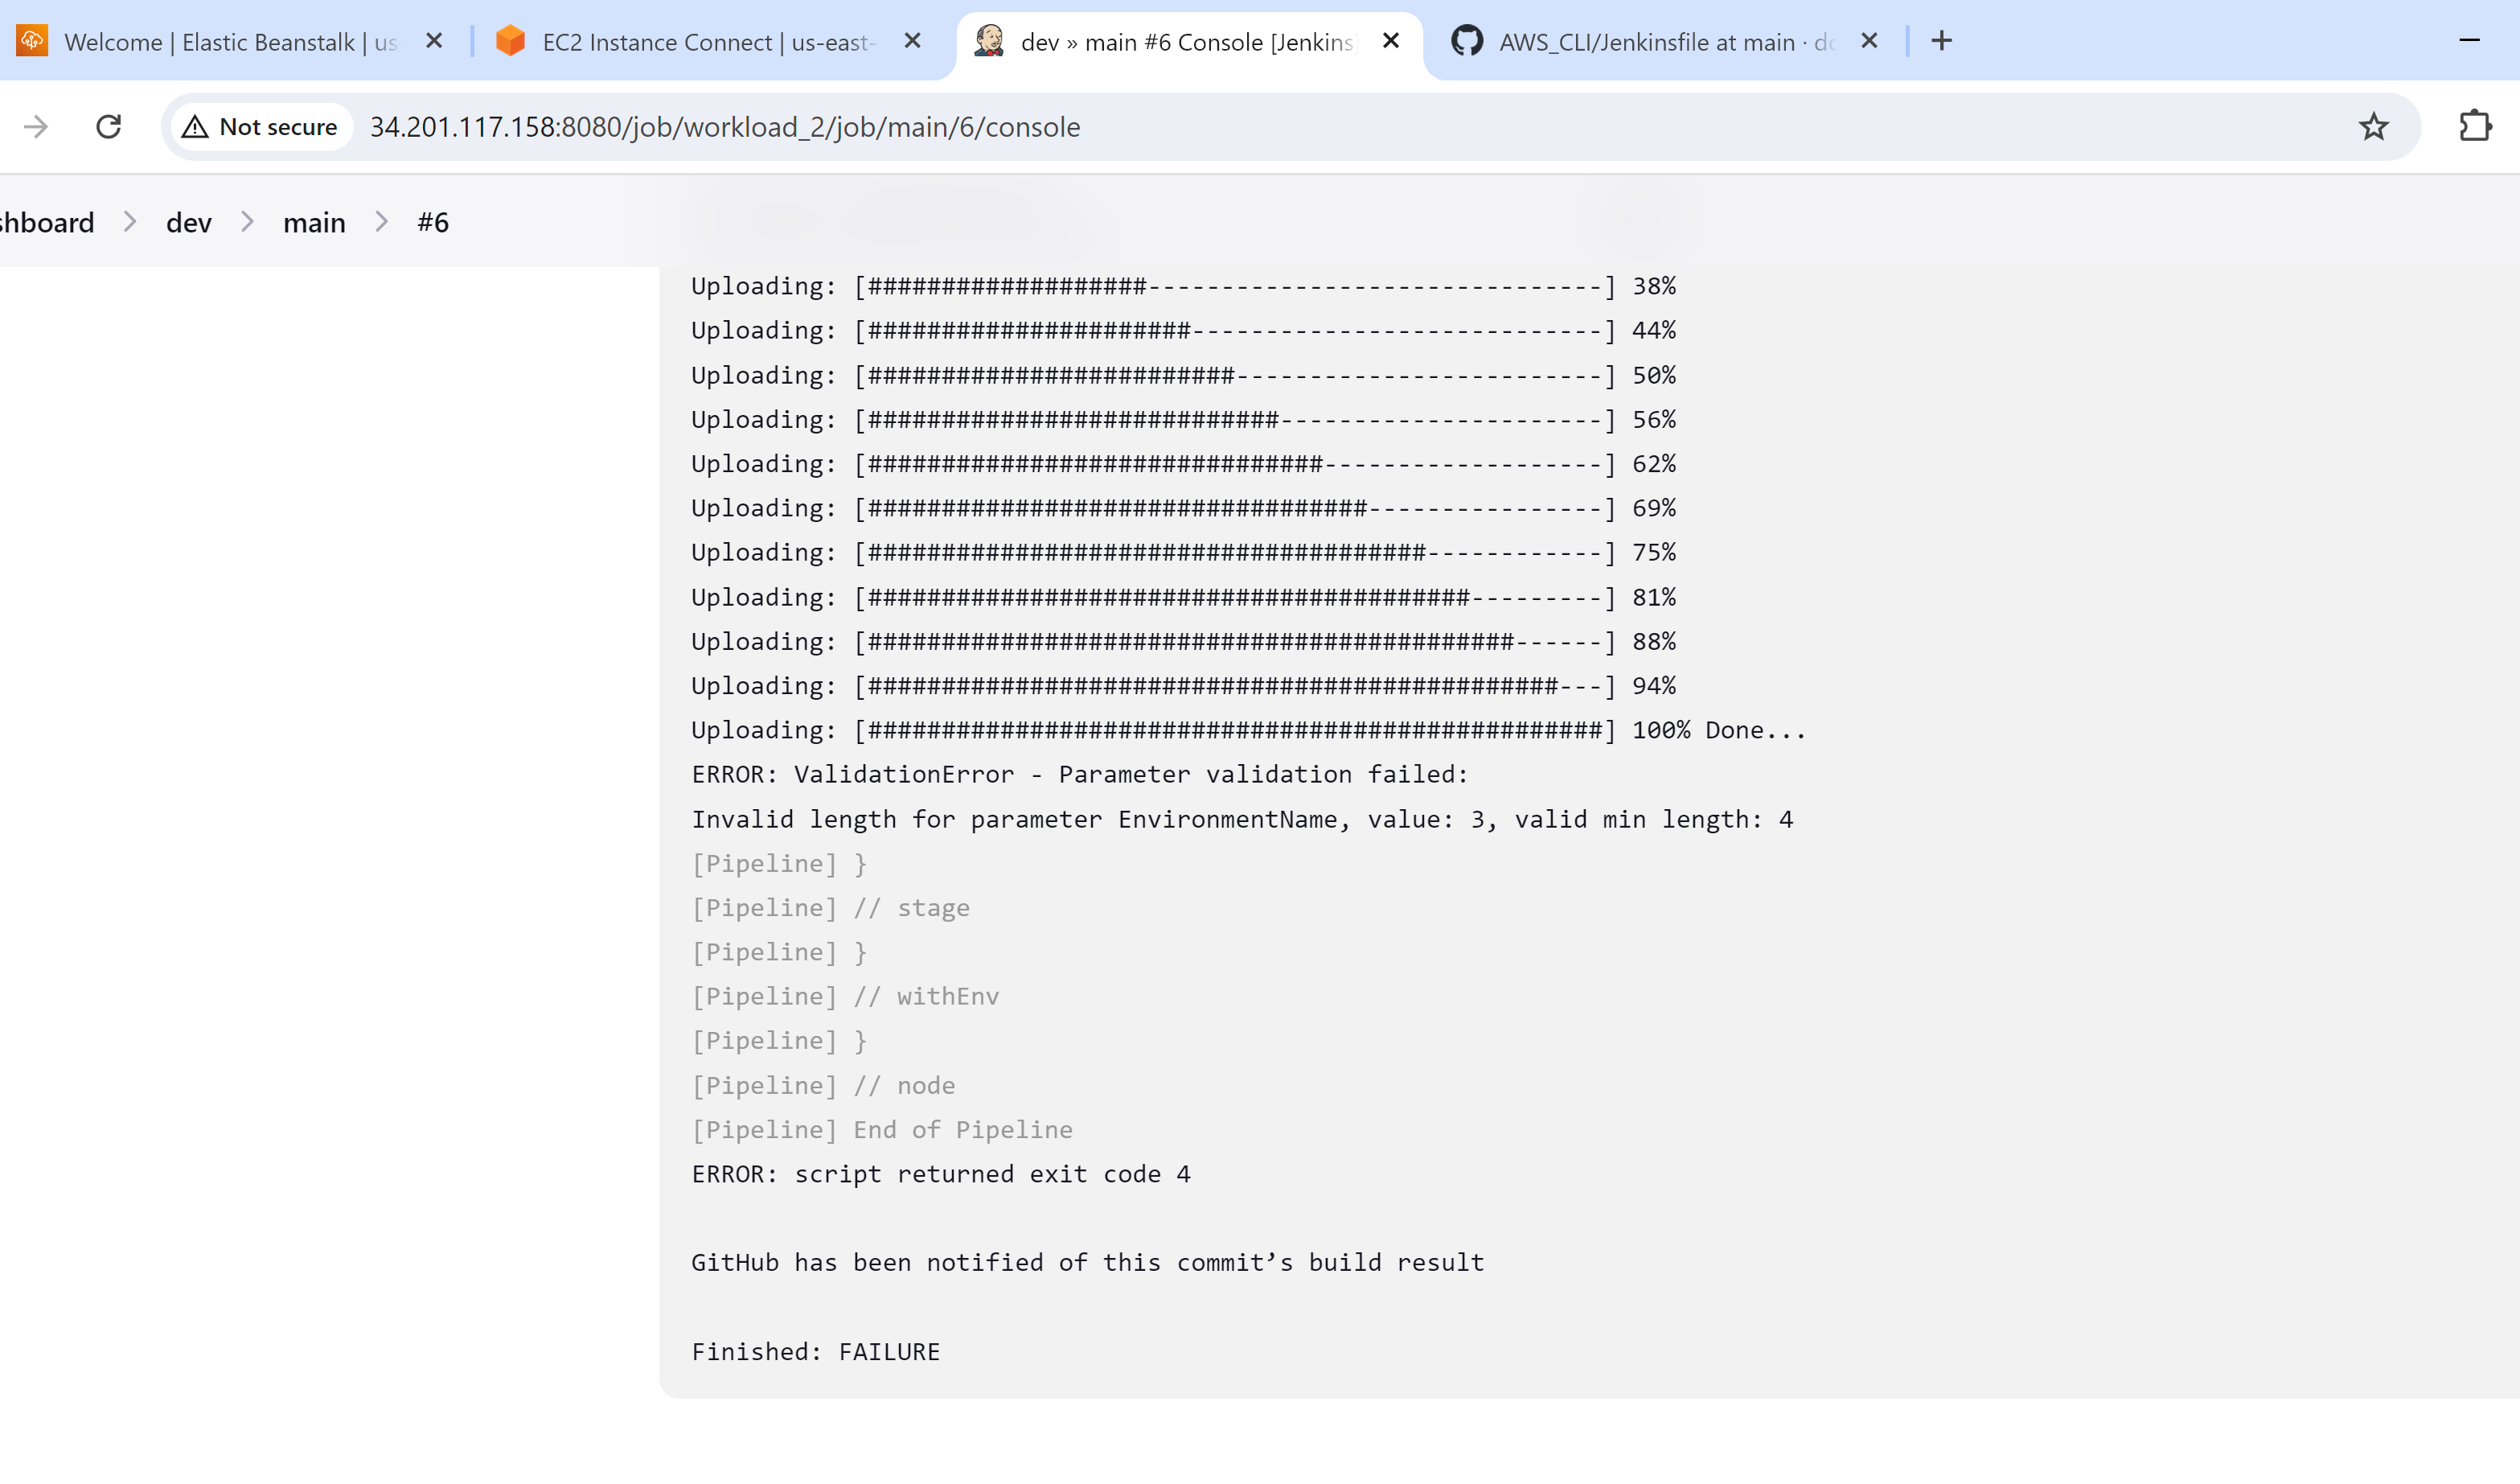 Welcome | Elastic Beanstalk | us
EC2 Instance Connect | us-east-
dev » main #6 Console [Jenkins]
AWS_CLI/Jenkinsfile at main · do
Not secure
34.201.117.158:8080/job/workload_2/job/main/6/console
shboard > dev > main > #6
Uploading: [###################-------------------------------] 38%
Uploading: [######################----------------------------] 44%
Uploading: [#########################-------------------------] 50%
Uploading: [############################----------------------] 56%
Uploading: [###############################-------------------] 62%
Uploading: [##################################----------------] 69%
Uploading: [######################################------------] 75%
Uploading: [#########################################---------] 81%
Uploading: [############################################------] 88%
Uploading: [###############################################---] 94%
Uploading: [##################################################] 100% Done...
ERROR: ValidationError - Parameter validation failed:
Invalid length for parameter EnvironmentName, value: 3, valid min length: 4
[Pipeline] }
[Pipeline] // stage
[Pipeline] }
[Pipeline] // withEnv
[Pipeline] }
[Pipeline] // node
[Pipeline] End of Pipeline
ERROR: script returned exit code 4
GitHub has been notified of this commit’s build result
Finished: FAILURE